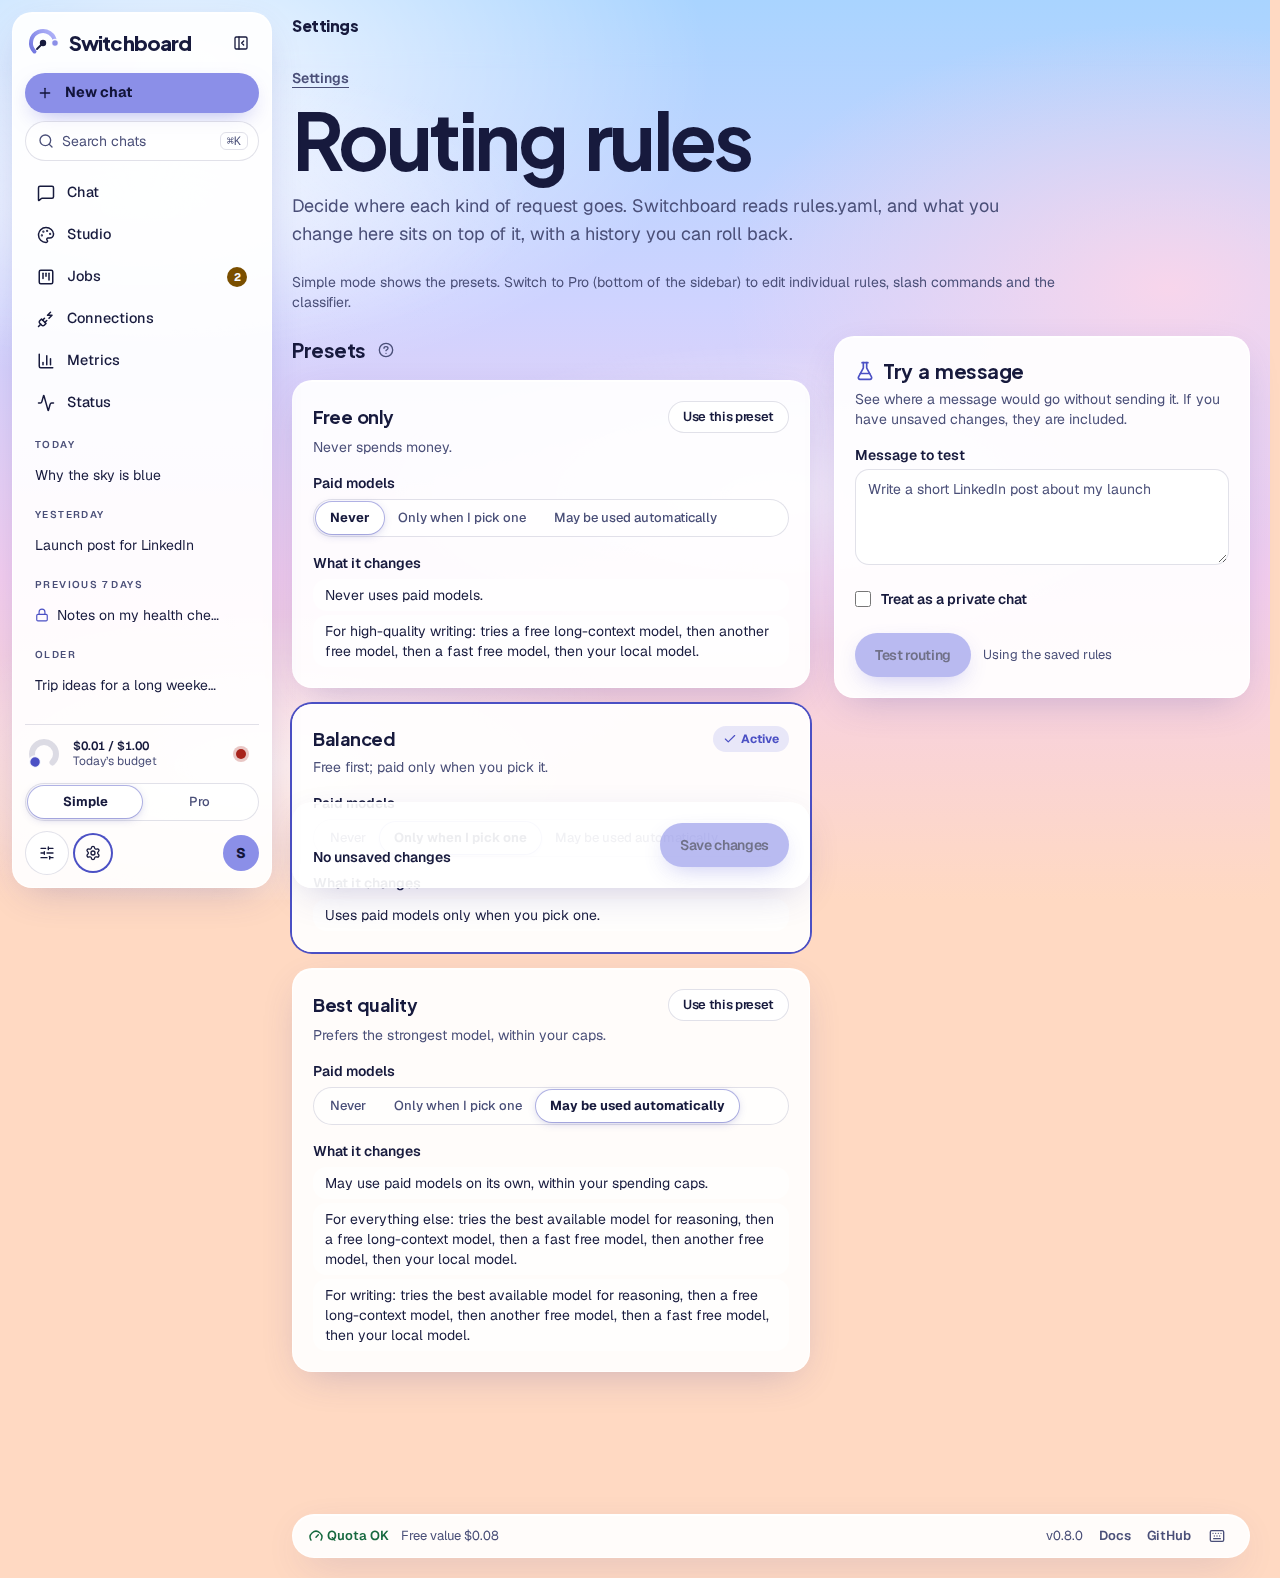 Switchboard
New chat
Search chats ⌘K
Chat
Studio
Jobs 2
Connections
Metrics
Status
TODAY
Why the sky is blue
YESTERDAY
Launch post for LinkedIn
PREVIOUS 7 DAYS
Notes on my health che...
OLDER
Trip ideas for a long weeke...
$0.01 / $1.00
Today's budget
Simple Pro
S
Settings
Settings
Routing rules
Decide where each kind of request goes. Switchboard reads rules.yaml, and what you
change here sits on top of it, with a history you can roll back.
Simple mode shows the presets. Switch to Pro (bottom of the sidebar) to edit individual rules, slash commands and the
classifier.
Presets
Free only Use this preset
Never spends money.
Paid models
Never Only when I pick one May be used automatically
What it changes
Never uses paid models.
For high-quality writing: tries a free long-context model, then another
free model, then a fast free model, then your local model.
Balanced Active
Free first; paid only when you pick it.
Paid models
Never Only when I pick one May be used automatically
No unsaved changes Save changes
What it changes
Uses paid models only when you pick one.
Best quality Use this preset
Prefers the strongest model, within your caps.
Paid models
Never Only when I pick one May be used automatically
What it changes
May use paid models on its own, within your spending caps.
For everything else: tries the best available model for reasoning, then
a free long-context model, then a fast free model, then another free
model, then your local model.
For writing: tries the best available model for reasoning, then a free
long-context model, then another free model, then a fast free model,
then your local model.
Try a message
See where a message would go without sending it. If you
have unsaved changes, they are included.
Message to test
Write a short LinkedIn post about my launch
Treat as a private chat
Test routing Using the saved rules
Quota OK Free value $0.08 v0.8.0 Docs GitHub